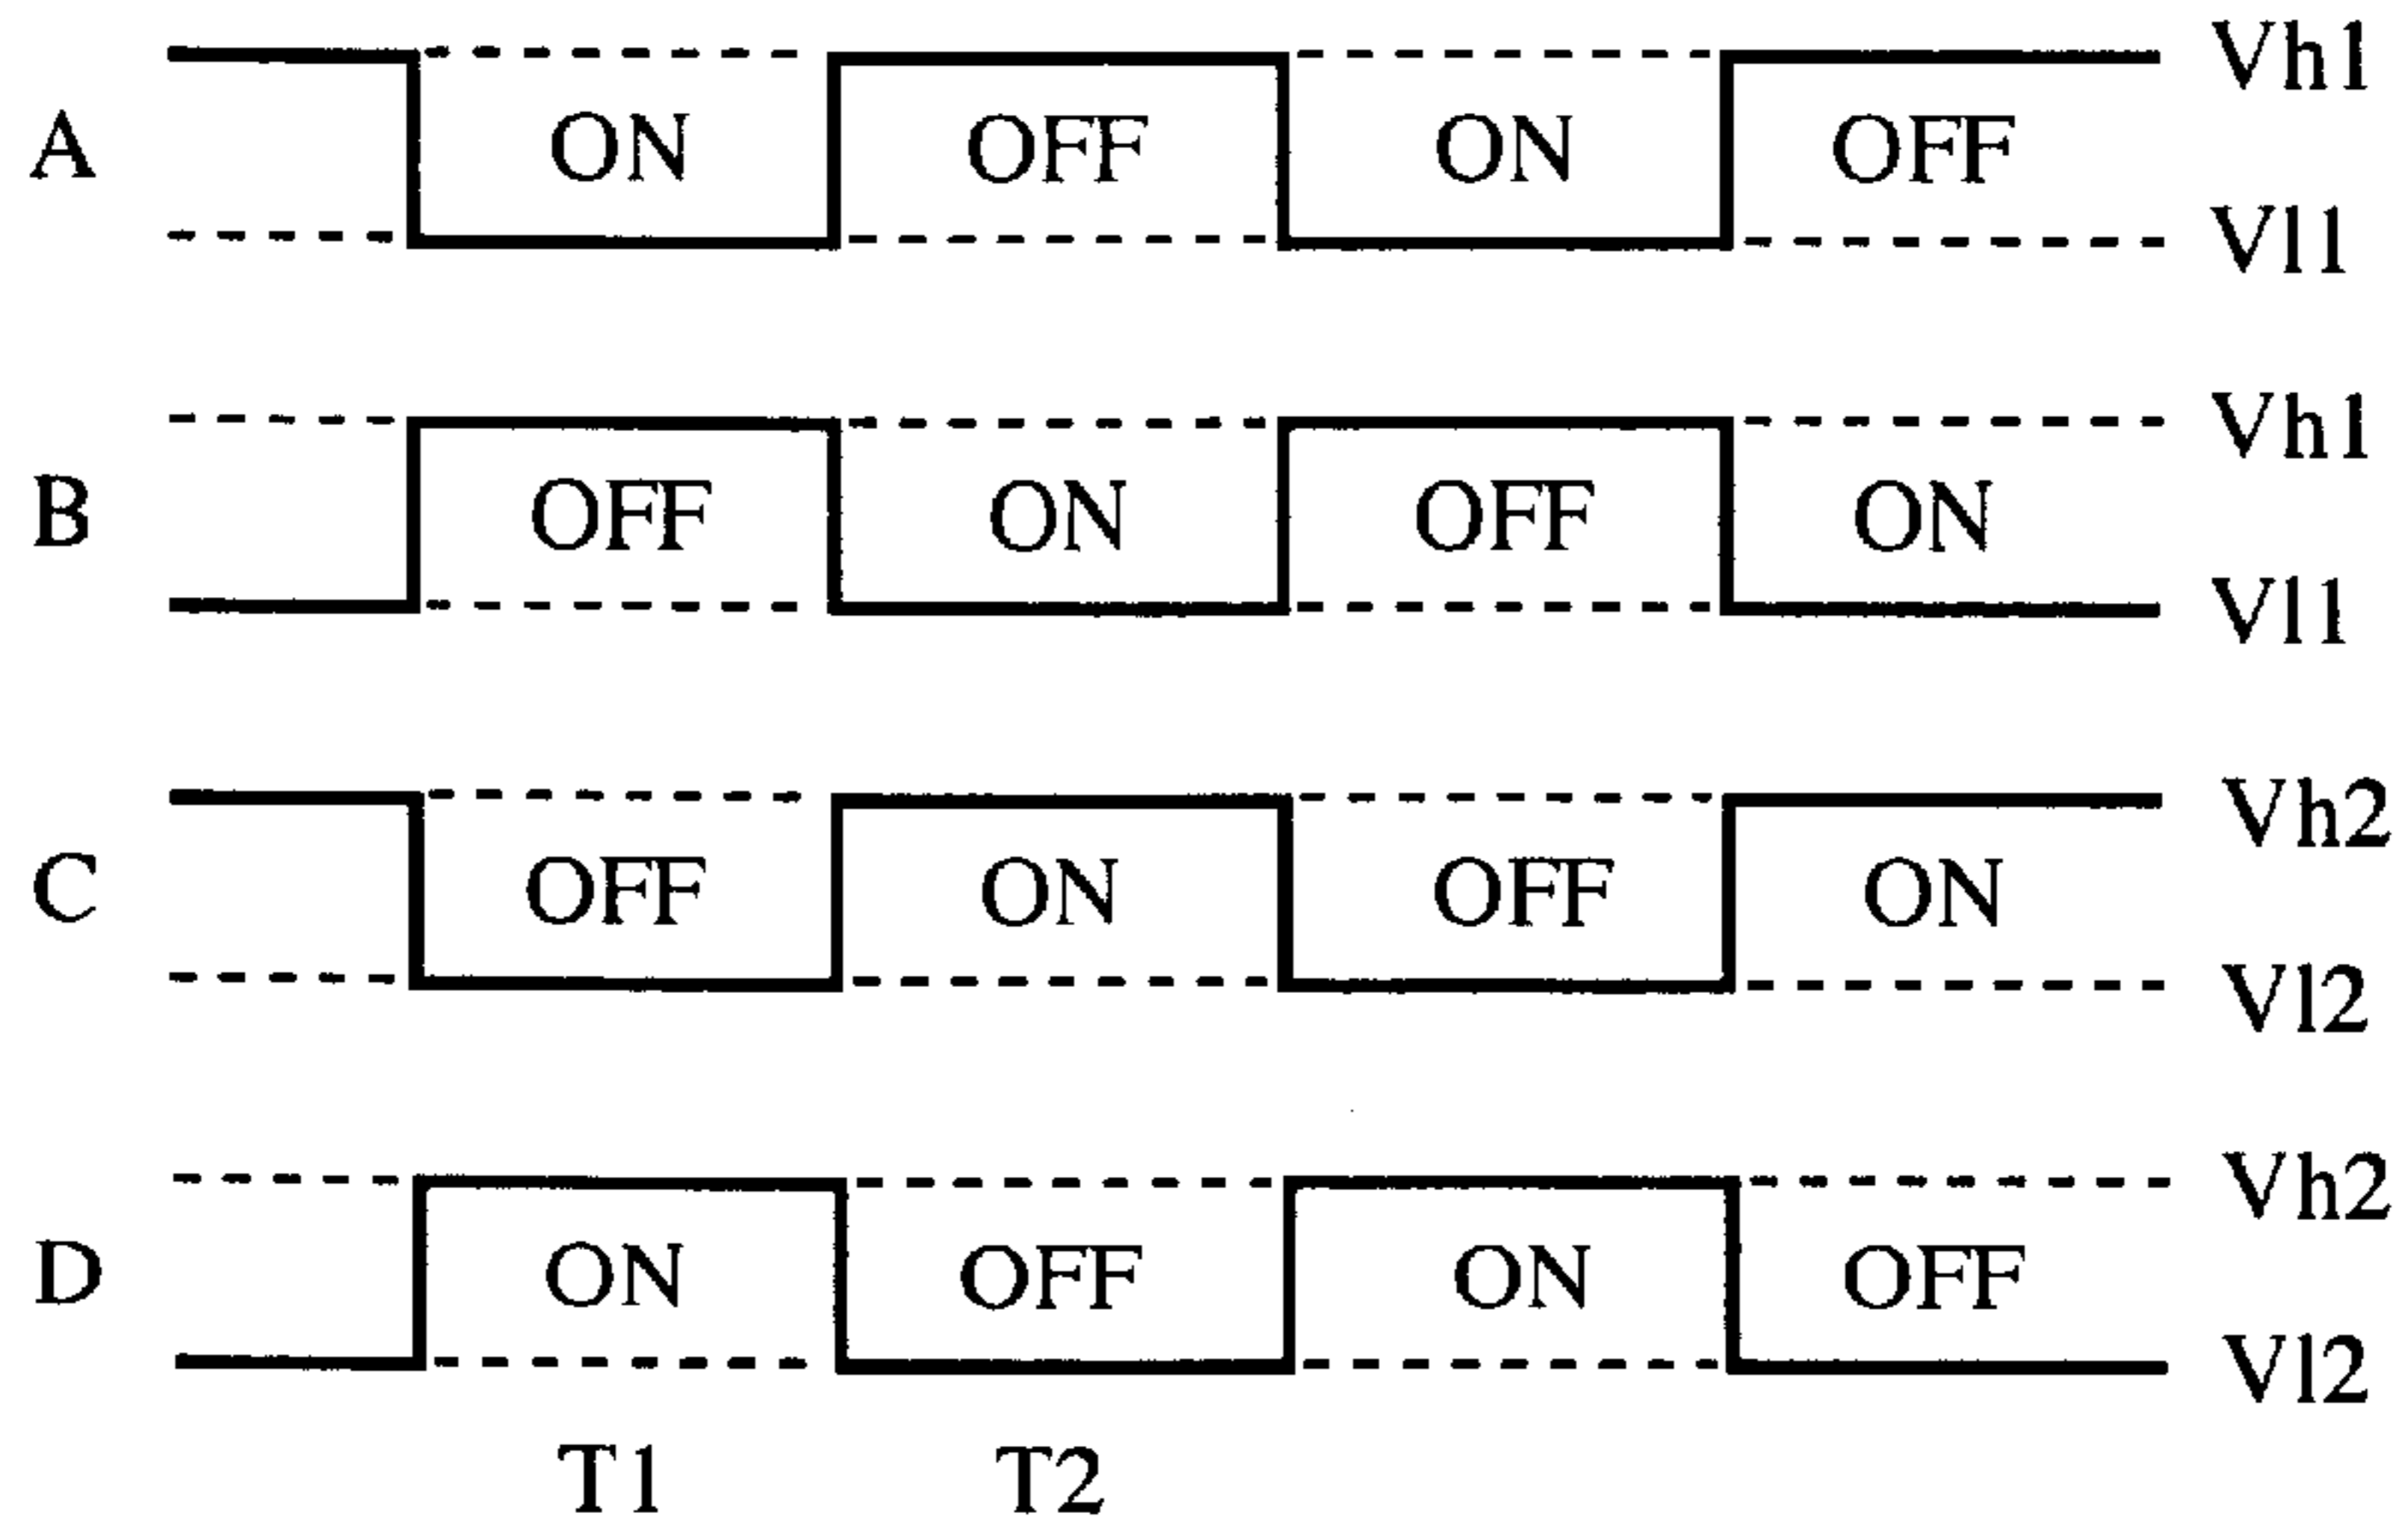 Vh1
A ON OFF ON OFF
Vl1
Vh1
B OFF ON OFF ON
Vl1
Vh2
C OFF ON OFF ON
Vl2
Vh2
D ON OFF ON OFF
Vl2
T1 T2